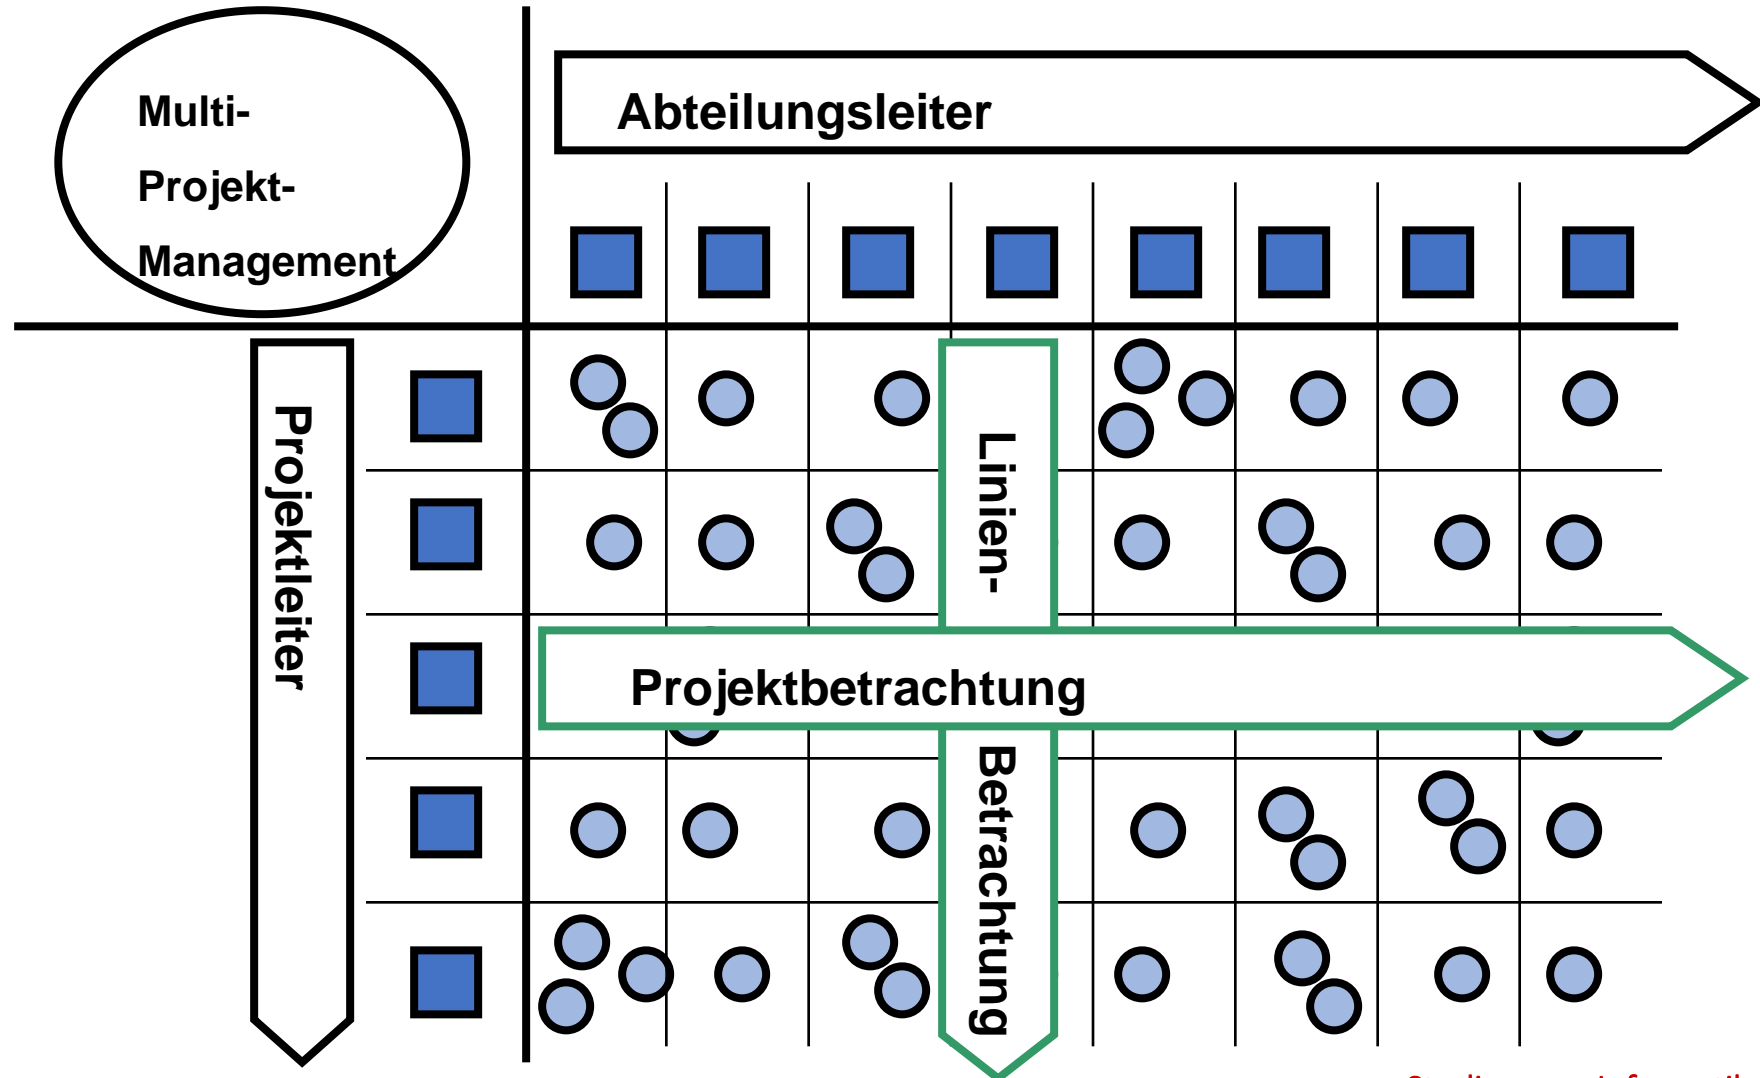 Multi-
Projekt-
Management
Abteilungsleiter
Projektleiter
Linien-
Projektbetrachtung
Betrachtung